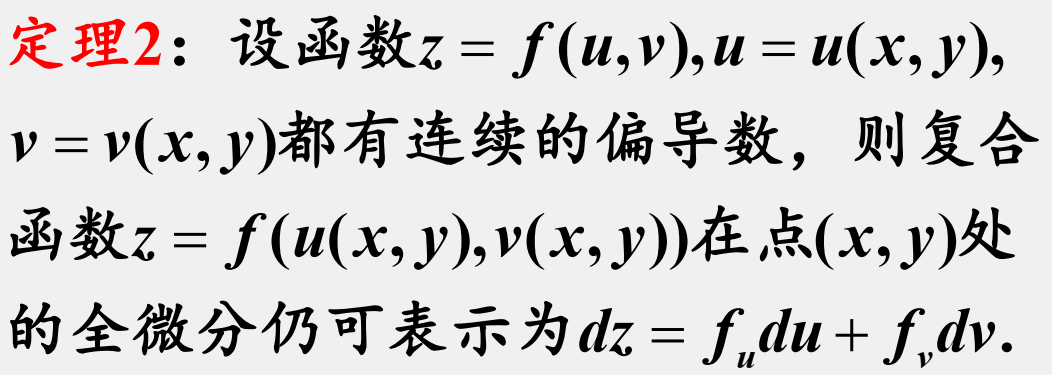 定理2：设函数z = f(u,v),u = u(x,y),
v = v(x,y)都有连续的偏导数，则复合
函数z = f(u(x,y),v(x,y))在点(x,y)处
的全微分仍可表示为dz = f_u du + f_v dv.